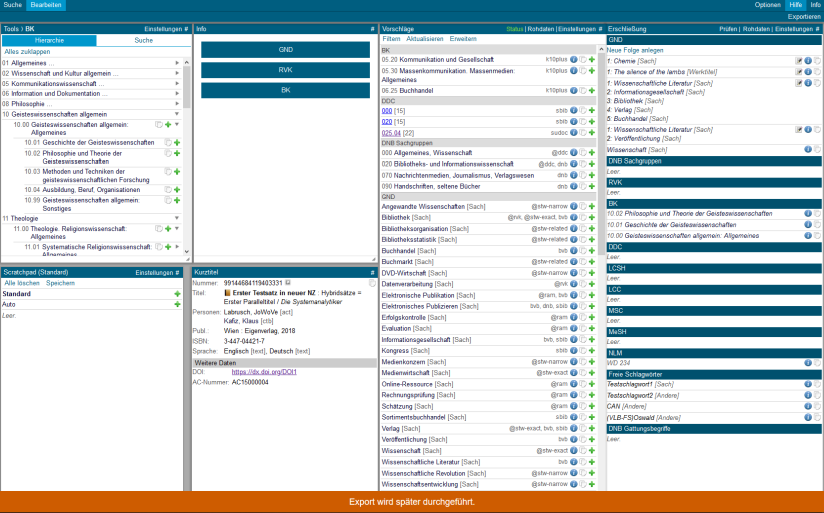 Suche Bearbeiten
Optionen Hilfe Info
Exportieren
Tools › BK Einstellungen #
Hierarchie Suche
Alles zuklappen
01 Allgemeines ...
02 Wissenschaft und Kultur allgemein ...
05 Kommunikationswissenschaft ...
06 Information und Dokumentation ...
08 Philosophie ...
10 Geisteswissenschaften allgemein
10.00 Geisteswissenschaften allgemein:
Allgemeines
10.01 Geschichte der Geisteswissenschaften
10.02 Philosophie und Theorie der
Geisteswissenschaften
10.03 Methoden und Techniken der
geisteswissenschaftlichen Forschung
10.04 Ausbildung, Beruf, Organisationen
10.99 Geisteswissenschaften allgemein:
Sonstiges
11 Theologie
11.00 Theologie. Religionswissenschaft:
Allgemeines
11.01 Systematische Religionswissenschaft:
Allgemeines
Scratchpad (Standard) Einstellungen #
Alle löschen Speichern
Standard
Auto
Leer.
Info #
GND
RVK
BK
Kurztitel #
Nummer: 99144684119403331
Titel: Erster Testsatz in neuer NZ : Hybridsätze =
Erster Paralleltitel / Die Systemanalytiker
Personen: Labrusch, JoWoVe [act]
Kafiz, Klaus [ctb]
Publ.: Wien : Eigenverlag, 2018
ISBN: 3-447-04421-7
Sprache: Englisch [text], Deutsch [text]
Weitere Daten
DOI: https://dx.doi.org/DOI1
AC-Nummer: AC15000004
Vorschläge Status | Rohdaten | Einstellungen #
Filtern Aktualisieren Erweitern
BK
05.20 Kommunikation und Gesellschaft k10plus
05.30 Massenkommunikation. Massenmedien: k10plus
Allgemeines
06.25 Buchhandel k10plus
DDC
000 [15] sbib
020 [15] sbib
025.04 [22] sudoc
DNB Sachgruppen
000 Allgemeines, Wissenschaft @ddc
020 Bibliotheks- und Informationswissenschaft @ddc, dnb
070 Nachrichtenmedien, Journalismus, Verlagswesen dnb
090 Handschriften, seltene Bücher dnb
GND
Angewandte Wissenschaften [Sach] @stw-narrow
Bibliothek [Sach] @rvk, @stw-exact, bvb
Bibliotheksorganisation [Sach] @stw-related
Bibliotheksstatistik [Sach] @stw-related
Buchhandel [Sach] bvb
Buchmarkt [Sach] @stw-related
DVD-Wirtschaft [Sach] @stw-narrow
Datenverarbeitung [Sach] @rvk
Elektronische Publikation [Sach] @ram, bvb
Elektronisches Publizieren [Sach] bvb, dnb, sbib
Erfolgskontrolle [Sach] @ram
Evaluation [Sach] @ram
Informationsgesellschaft [Sach] bvb, sbib
Kongress [Sach] sbib
Medienkonzern [Sach] @stw-narrow
Medienwirtschaft [Sach] @stw-exact
Online-Ressource [Sach] @ram
Rechnungsprüfung [Sach] @ram
Schätzung [Sach] @ram
Sortimentsbuchhandel [Sach] sbib
Verlag [Sach] @stw-exact, bvb, sbib
Veröffentlichung [Sach] bvb
Wissenschaft [Sach] @stw-exact
Wissenschaftliche Literatur [Sach] bvb
Wissenschaftliche Revolution [Sach] @stw-narrow
Wissenschaftsentwicklung [Sach] @stw-narrow
Erschließung Prüfen | Rohdaten | Einstellungen #
GND
Neue Folge anlegen
1: Chemie [Sach]
1: The silence of the lambs [Werktitel]
1: Wissenschaftliche Literatur [Sach]
2: Informationsgesellschaft [Sach]
3: Bibliothek [Sach]
4: Verlag [Sach]
5: Buchhandel [Sach]
1: Wissenschaftliche Literatur [Sach]
2: Veröffentlichung [Sach]
Wissenschaft [Sach]
DNB Sachgruppen
Leer.
RVK
Leer.
BK
10.02 Philosophie und Theorie der Geisteswissenschaften
10.01 Geschichte der Geisteswissenschaften
10.00 Geisteswissenschaften allgemein: Allgemeines
DDC
Leer.
LCSH
Leer.
LCC
Leer.
MSC
Leer.
MeSH
Leer.
NLM
WD 234
Freie Schlagwörter
Testschlagwort1 [Sach]
Testschlagwort2 [Andere]
CAN [Andere]
(VLB-FS)Oswald [Andere]
DNB Gattungsbegriffe
Leer.
Export wird später durchgeführt.